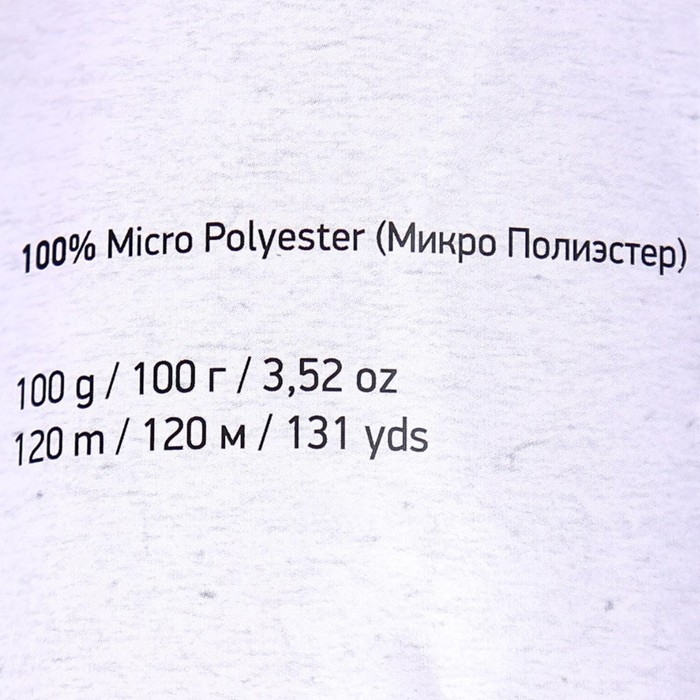 100% Micro Polyester (Микро Полиэстер)
100 g / 100 г / 3,52 oz
120 m / 120 м / 131 yds